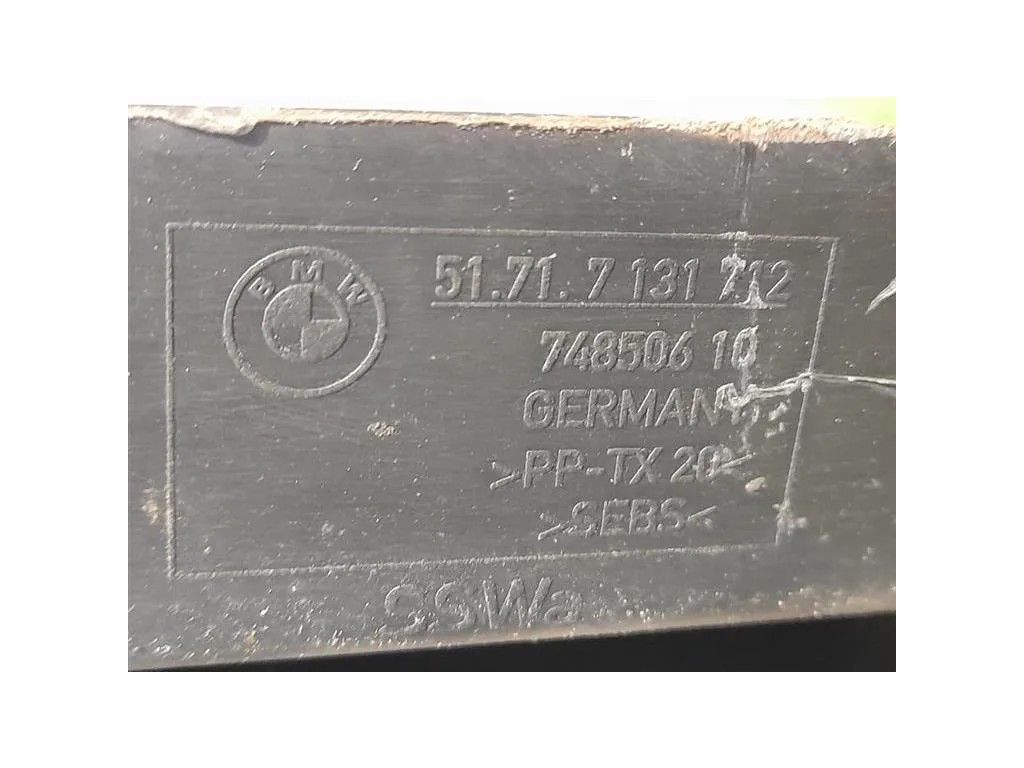 BMW
51.71.7 131 712
748506 10
GERMANY
>PP-TX 20<
>SEBS<